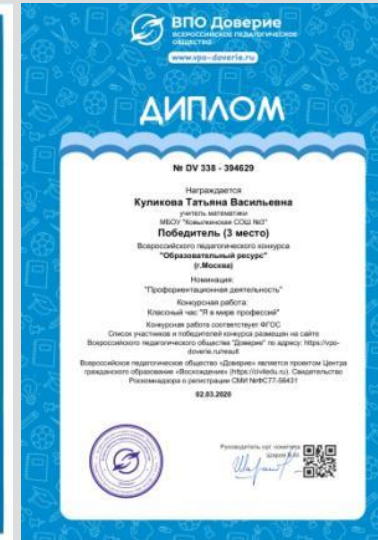 ВПО Доверие
ВСЕРОССИЙСКОЕ ПЕДАГОГИЧЕСКОЕ
ОБЩЕСТВО
www.vpo-doverie.ru
ДИПЛОМ
№ DV 338 - 394629
Награждается
Куликова Татьяна Васильевна
учитель математики
МБОУ "Ковылкинская СОШ №3"
Победитель (3 место)
Всероссийского педагогического конкурса
"Образовательный ресурс"
(г.Москва)
Номинация:
"Профориентационная деятельность"
Конкурсная работа:
Классный час "Я в мире профессий"
Конкурсная работа соответствует ФГОС
Список участников и победителей конкурса размещен на сайте
Всероссийского педагогического общества "Доверие" по адресу: https://vpo-
doverie.ru/result
Всероссийское педагогическое общество «Доверие» является проектом Центра
гражданского образования «Восхождение» (https://civiledu.ru). Свидетельство
Роскомнадзора о регистрации СМИ №ФС77-56431
02.03.2020
Руководитель орг. комитета